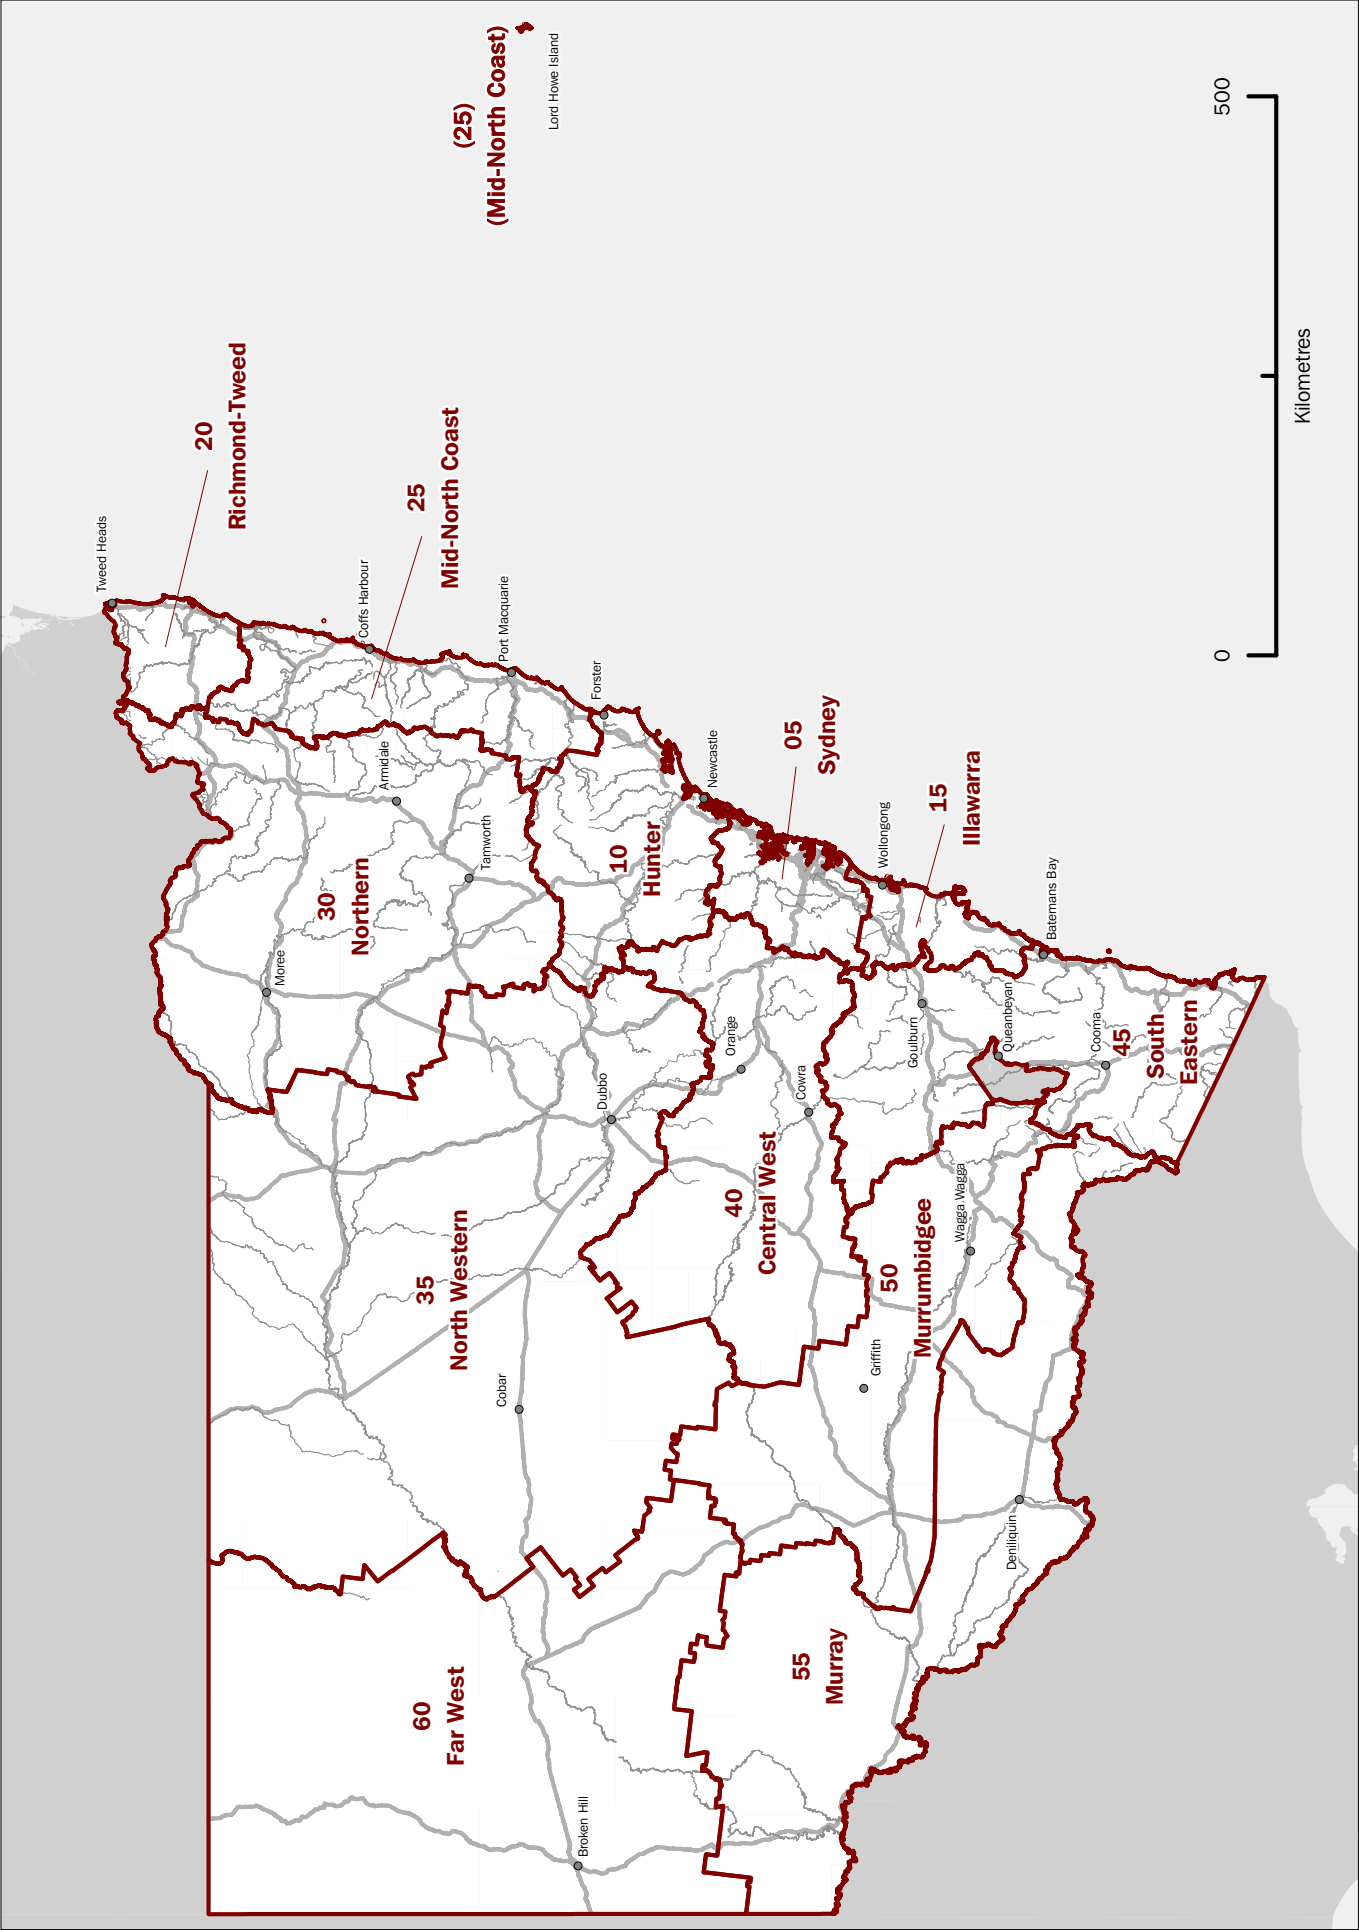 60
Far West
Broken Hill
35
North Western
Cobar
Dubbo
30
Northern
Moree
Armidale
Tamworth
20
Richmond-Tweed
Tweed Heads
25
Mid-North Coast
Coffs Harbour
Port Macquarie
Forster
(25)
(Mid-North Coast)
Lord Howe Island
10
Hunter
Newcastle
05
Sydney
15
Illawarra
Wollongong
Batemans Bay
40
Central West
Orange
Cowra
50
Murrumbidgee
Griffith
Wagga Wagga
Goulburn
Queanbeyan
Cooma
45
South
Eastern
55
Murray
Deniliquin
0
500
Kilometres